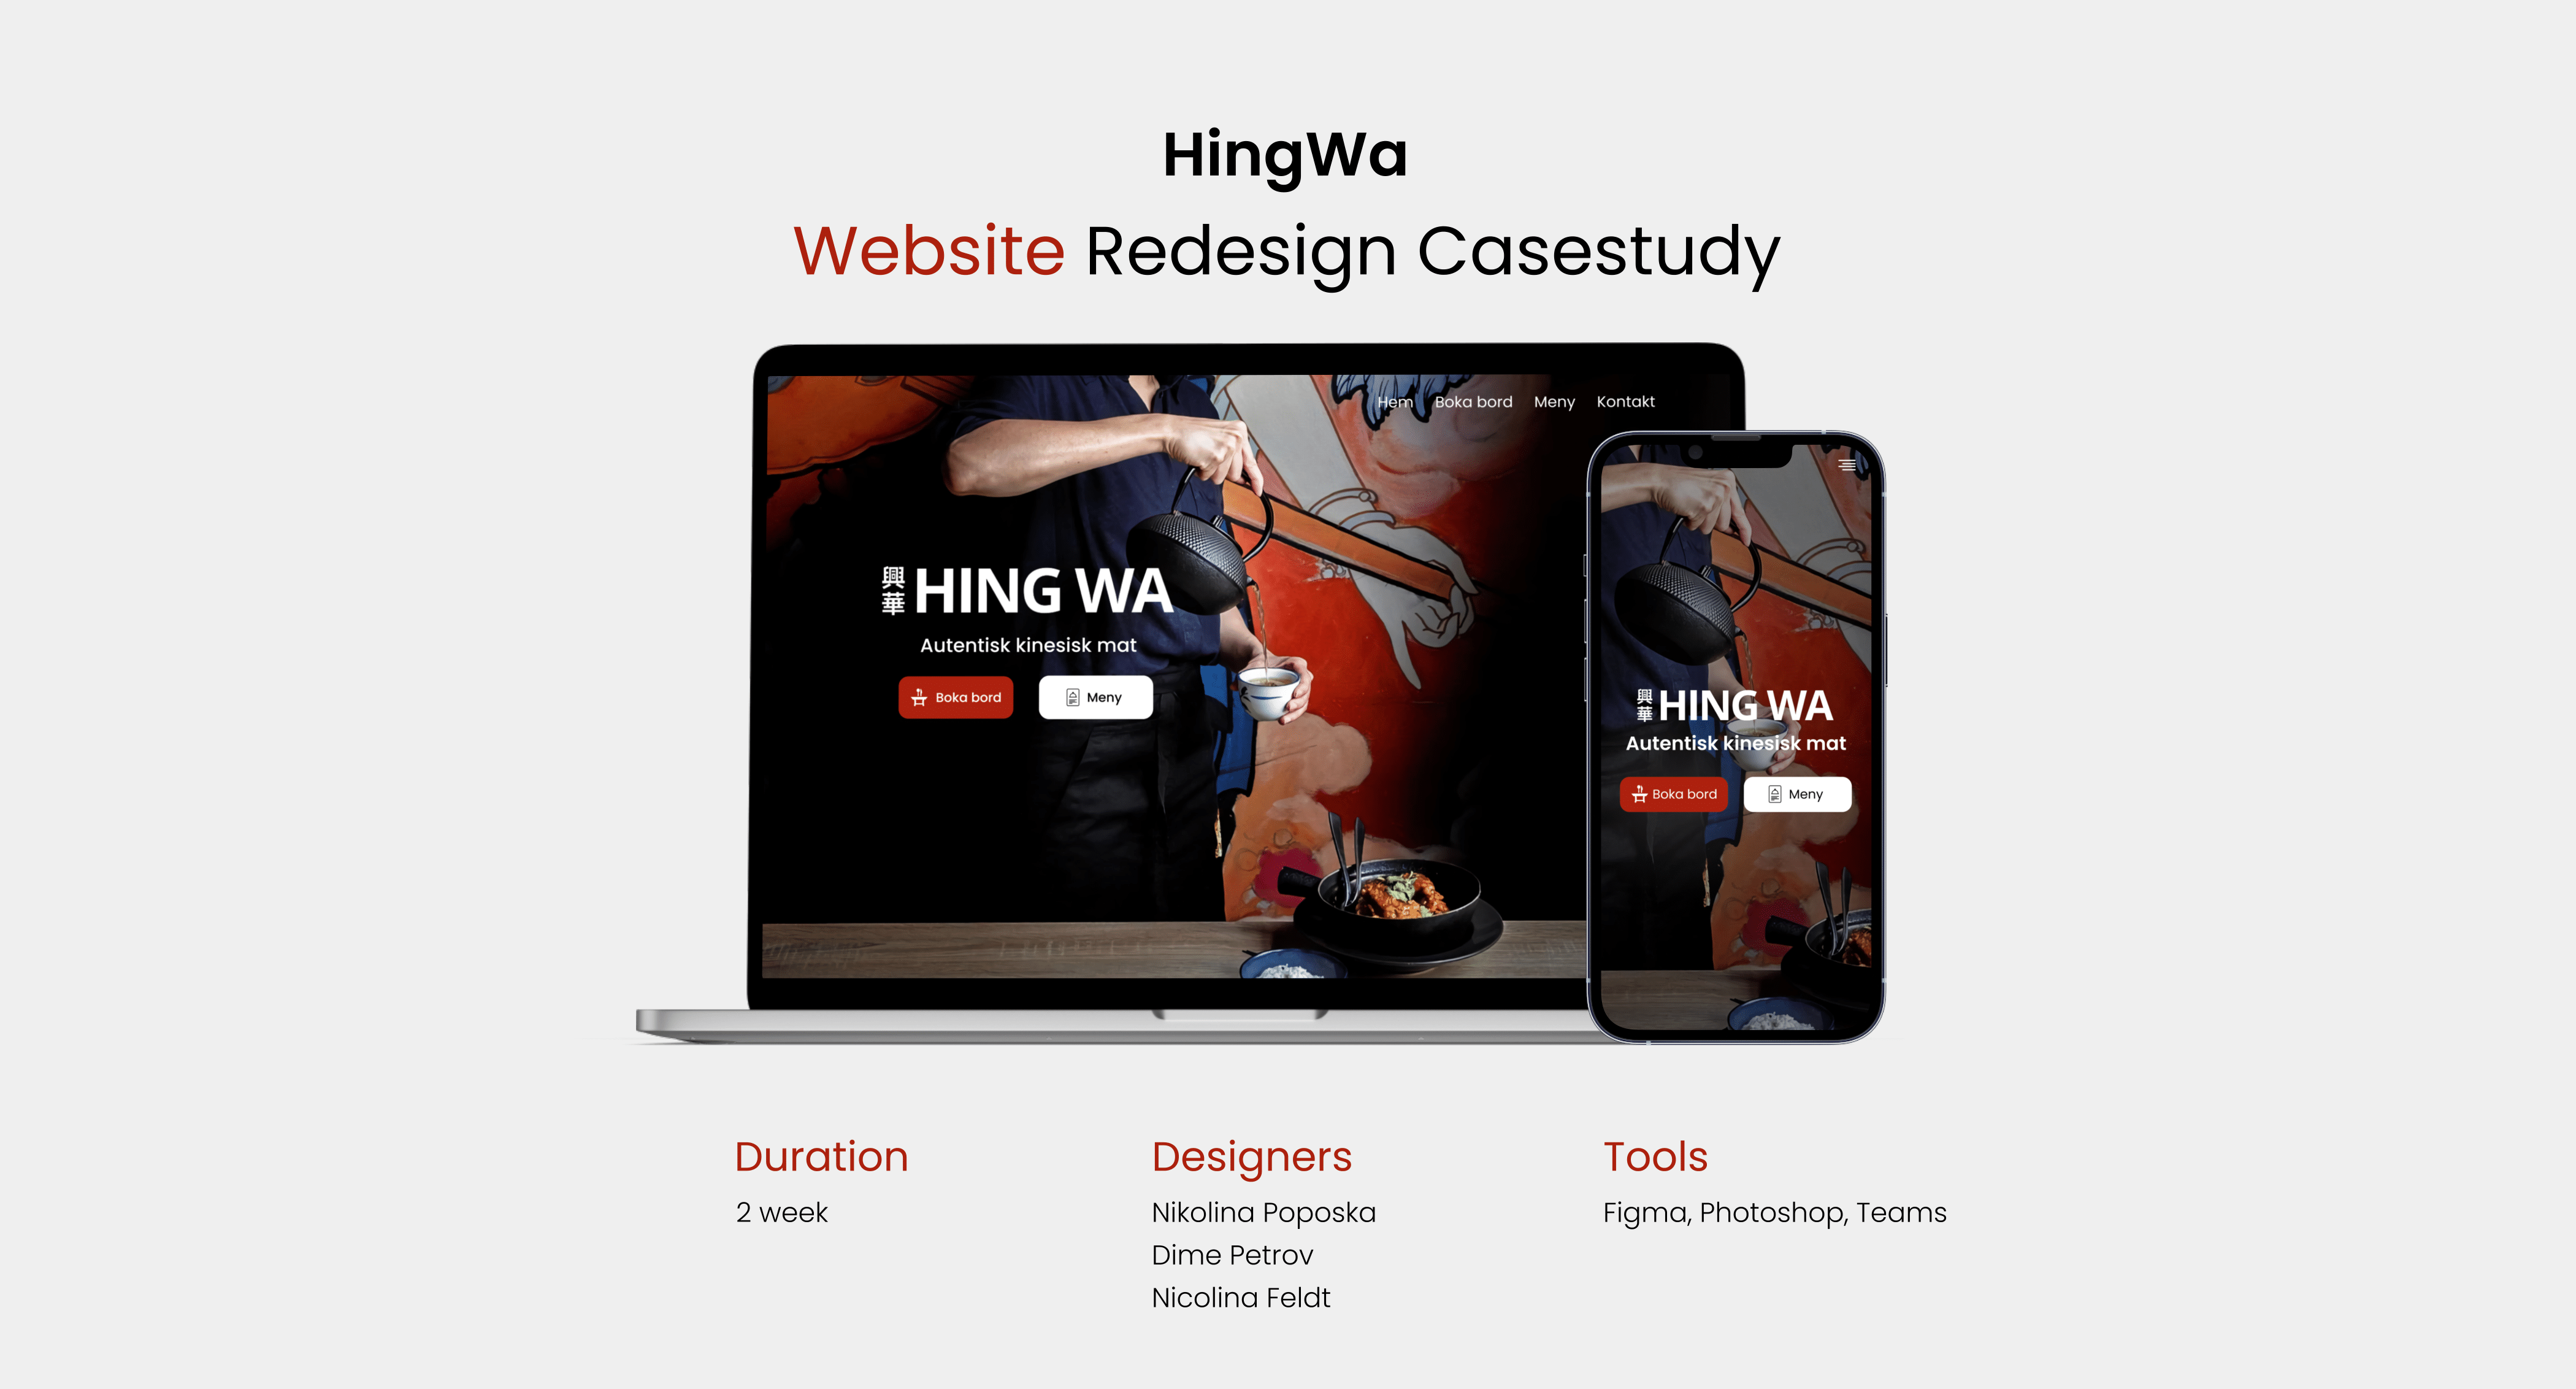 HingWa
Website Redesign Casestudy
Hem Boka bord Meny Kontakt
興華 HING WA
Autentisk kinesisk mat
Boka bord Meny
興華 HING WA
Autentisk kinesisk mat
Boka bord Meny
Duration
2 week
Designers
Nikolina Poposka
Dime Petrov
Nicolina Feldt
Tools
Figma, Photoshop, Teams